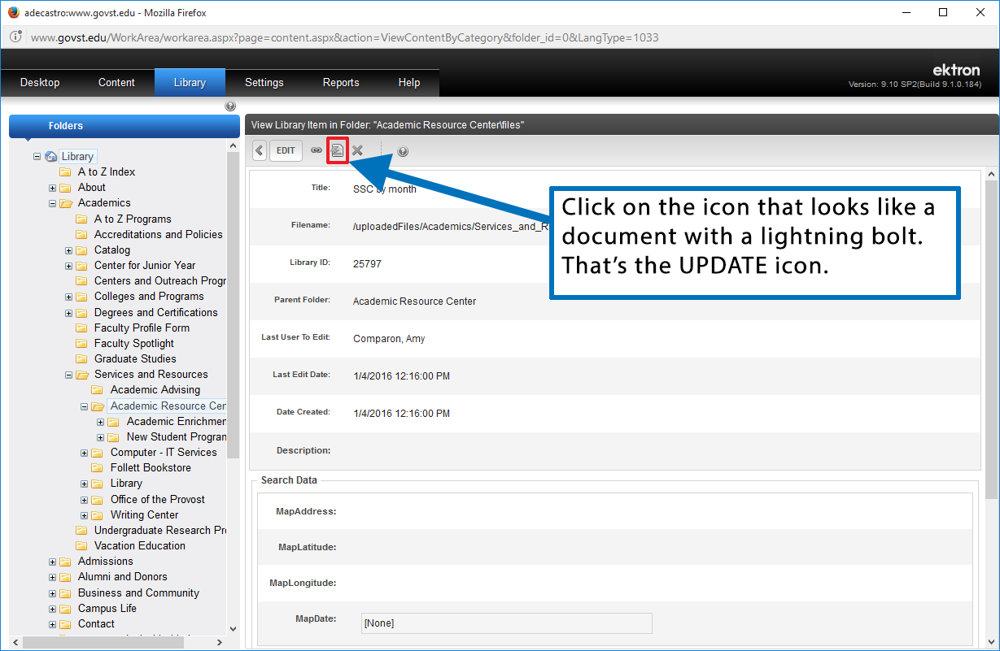 adecastro:www.govst.edu - Mozilla Firefox
www.govst.edu/WorkArea/workarea.aspx?page=content.aspx&action=ViewContentByCategory&folder_id=0&LangType=1033
Desktop Content Library Settings Reports Help
ektron
Version: 9.10 SP2(Build 9.1.0.184)
Folders
Library
A to Z Index
About
Academics
A to Z Programs
Accreditations and Policies
Catalog
Center for Junior Year
Centers and Outreach Progr
Colleges and Programs
Degrees and Certifications
Faculty Profile Form
Faculty Spotlight
Graduate Studies
Services and Resources
Academic Advising
Academic Resource Cen
Academic Enrichmen
New Student Program
Computer - IT Services
Follett Bookstore
Library
Office of the Provost
Writing Center
Undergraduate Research Pro
Vacation Education
Admissions
Alumni and Donors
Business and Community
Campus Life
Contact
View Library Item in Folder: "Academic Resource Center\files"
EDIT
Title: SSC by month
Filename: /uploadedFiles/Academics/Services_and_R
Library ID: 25797
Parent Folder: Academic Resource Center
Last User To Edit: Comparon, Amy
Last Edit Date: 1/4/2016 12:16:00 PM
Date Created: 1/4/2016 12:16:00 PM
Description:
Search Data
MapAddress:
MapLatitude:
MapLongitude:
MapDate: [None]
Click on the icon that looks like a
document with a lightning bolt.
That's the UPDATE icon.